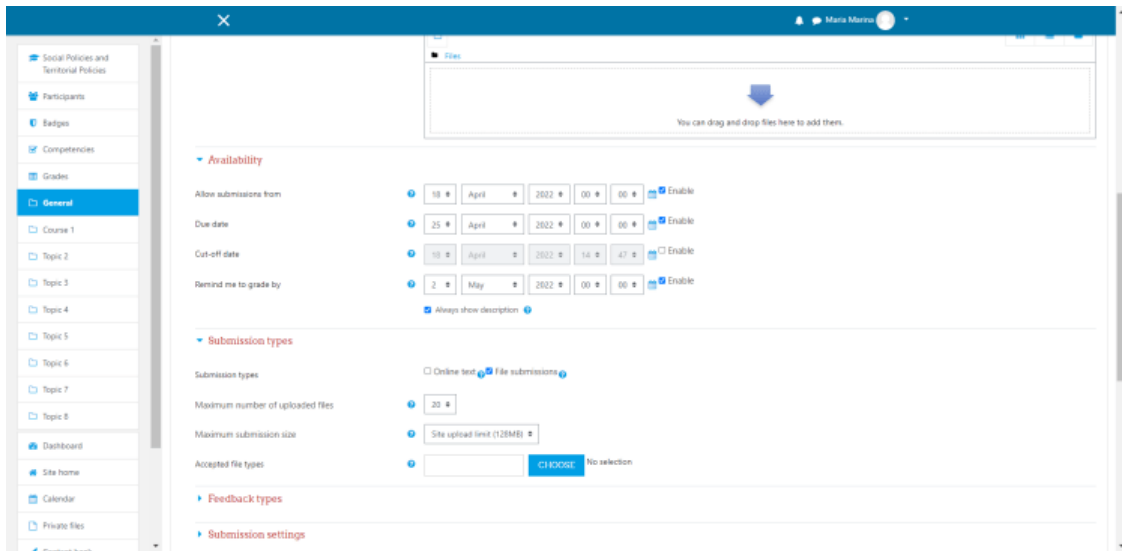 Maria Marina
Social Policies and
Territorial Policies
Participants
Badges
Competencies
Grades
General
Course 1
Topic 2
Topic 3
Topic 4
Topic 5
Topic 6
Topic 7
Topic 8
Dashboard
Site home
Calendar
Private files
Files
You can drag and drop files here to add them.
Availability
Allow submissions from 18 April 2022 00 00 Enable
Due date 25 April 2022 00 00 Enable
Cut-off date 18 April 2022 14 47 Enable
Remind me to grade by 2 May 2022 00 00 Enable
Always show description
Submission types
Submission types Online text File submissions
Maximum number of uploaded files 20
Maximum submission size Site upload limit (128MB)
Accepted file types CHOOSE No selection
Feedback types
Submission settings